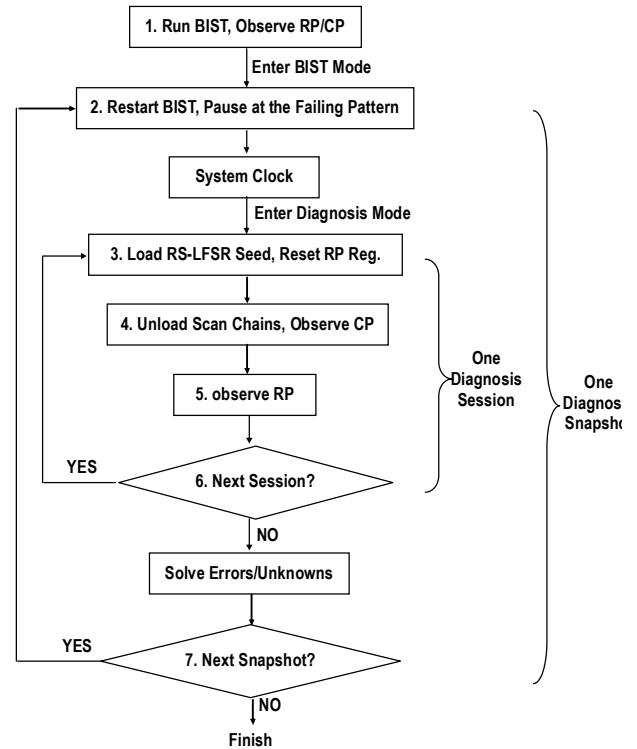 1. Run BIST, Observe RP/CP
Enter BIST Mode
2. Restart BIST, Pause at the Failing Pattern
System Clock
Enter Diagnosis Mode
3. Load RS-LFSR Seed, Reset RP Reg.
4. Unload Scan Chains, Observe CP
5. observe RP
One
Diagnosis
Session
One
Diagnos
Snapsho
YES
6. Next Session?
NO
Solve Errors/Unknowns
YES
7. Next Snapshot?
NO
Finish